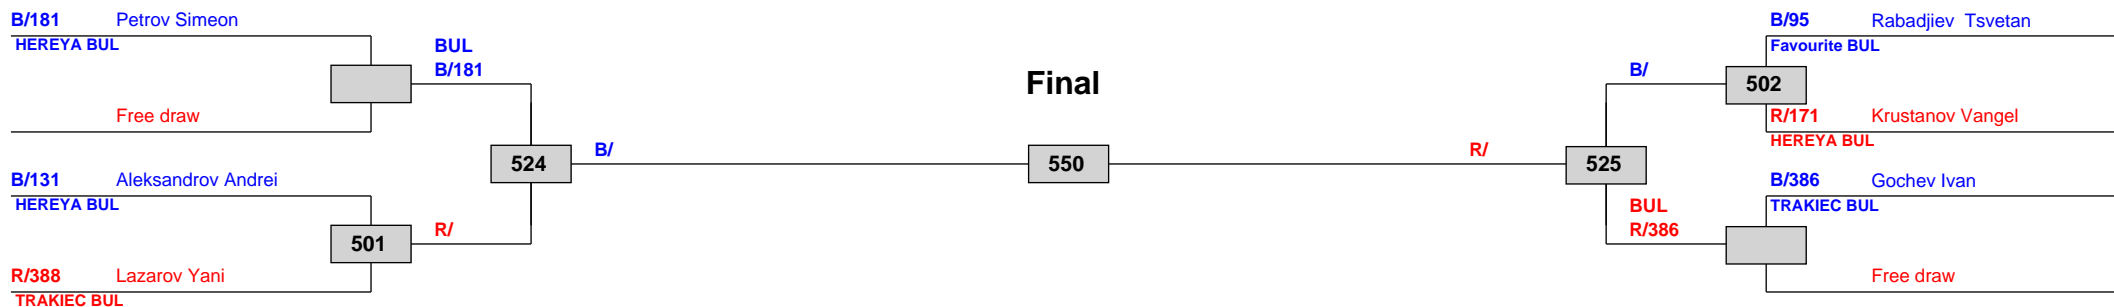 B/181 Petrov Simeon
HEREYA BUL
BUL
B/181
Free draw
524
B/
B/131 Aleksandrov Andrei
HEREYA BUL
501
R/
R/388 Lazarov Yani
TRAKIEC BUL
Final
550
B/95 Rabadjiev Tsvetan
Favourite BUL
B/
502
R/171 Krustanov Vangel
HEREYA BUL
R/
525
B/386 Gochev Ivan
TRAKIEC BUL
BUL
R/386
Free draw